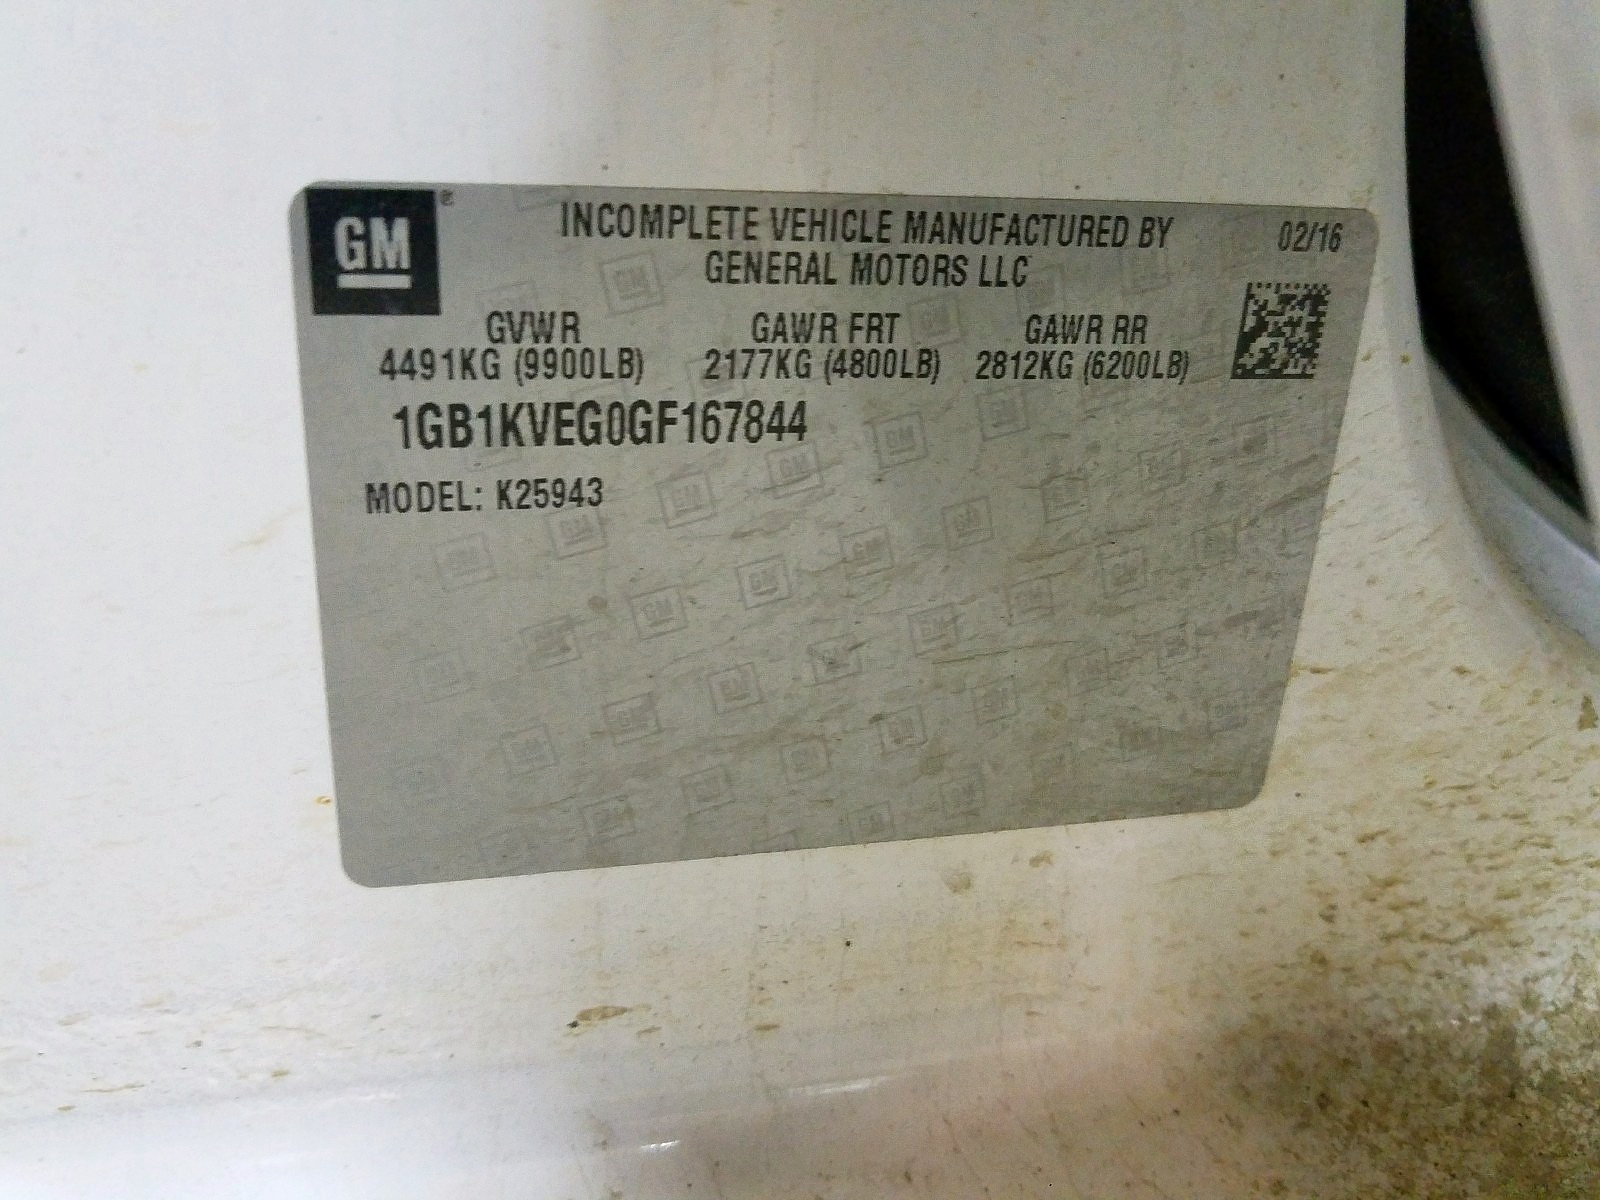 GM®
INCOMPLETE VEHICLE MANUFACTURED BY
GENERAL MOTORS LLC
02/16
GVWR GAWR FRT GAWR RR
4491KG (9900LB) 2177KG (4800LB) 2812KG (6200LB)
1GB1KVEG0GF167844
MODEL: K25943